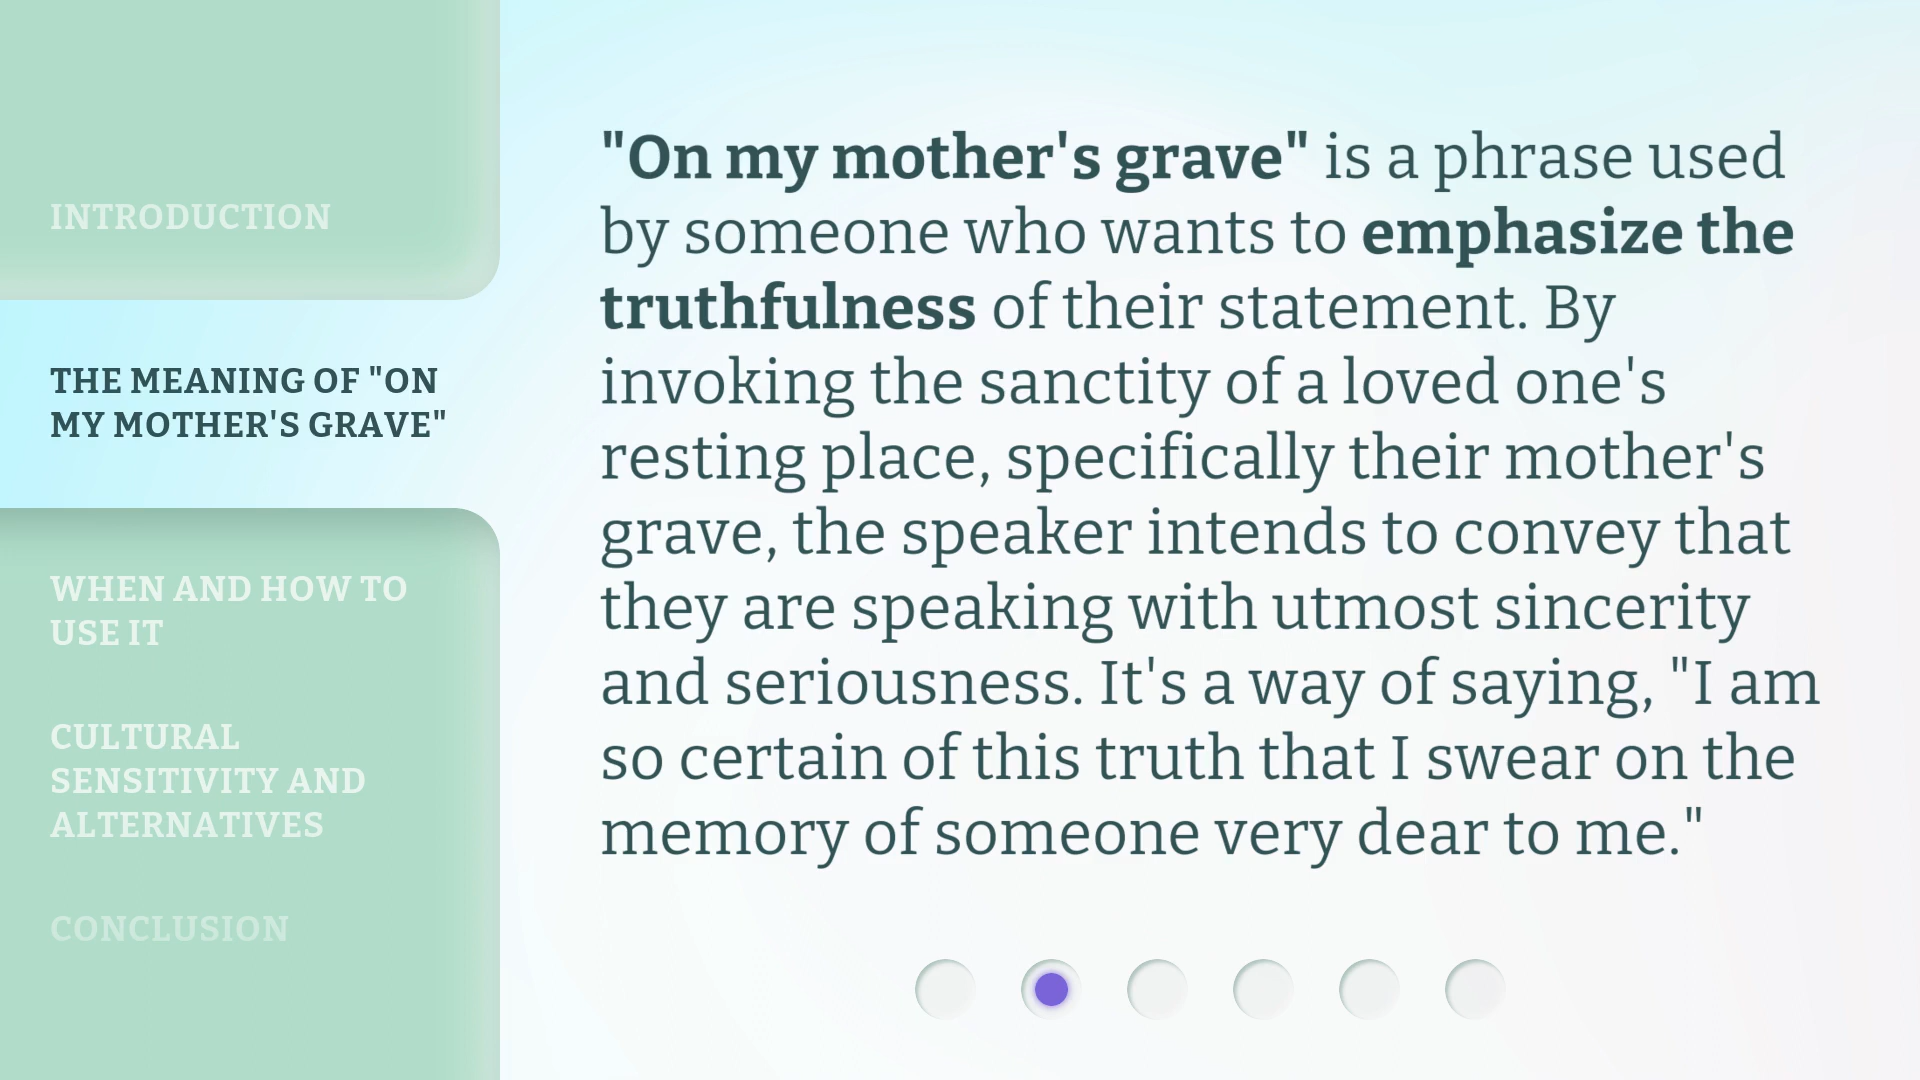 INTRODUCTION
THE MEANING OF "ON
MY MOTHER'S GRAVE"
WHEN AND HOW TO
USE IT
CULTURAL
SENSITIVITY AND
ALTERNATIVES
CONCLUSION
"On my mother's grave" is a phrase used
by someone who wants to emphasize the
truthfulness of their statement. By
invoking the sanctity of a loved one's
resting place, specifically their mother's
grave, the speaker intends to convey that
they are speaking with utmost sincerity
and seriousness. It's a way of saying, "I am
so certain of this truth that I swear on the
memory of someone very dear to me."